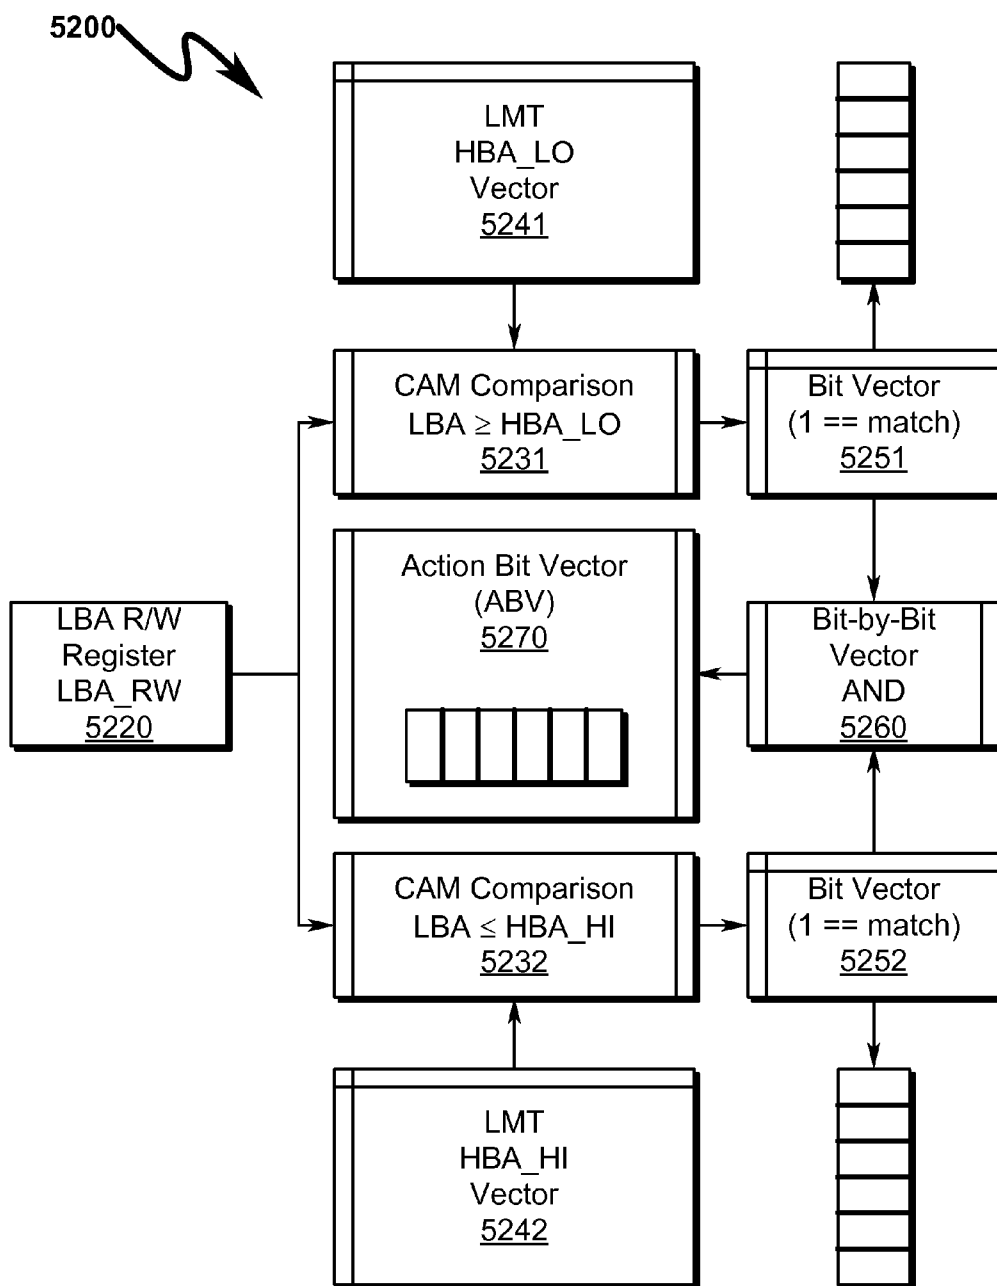 5200
LMT
HBA_LO
Vector
5241
CAM Comparison
LBA ≥ HBA_LO
5231
Bit Vector
(1 == match)
5251
Action Bit Vector
(ABV)
5270
LBA R/W
Register
LBA_RW
5220
Bit-by-Bit
Vector
AND
5260
CAM Comparison
LBA ≤ HBA_HI
5232
Bit Vector
(1 == match)
5252
LMT
HBA_HI
Vector
5242